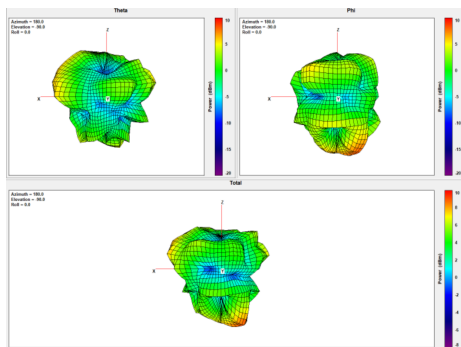 Theta
Azimuth = 180.0
Elevation = -90.0
Roll = 0.0
Z
X
Y
10
5
0
-5
-10
-15
-20
Power (dBm)
Phi
Azimuth = 180.0
Elevation = -90.0
Roll = 0.0
Z
X
Y
10
5
0
-5
-10
-15
-20
Power (dBm)
Total
Azimuth = 180.0
Elevation = -90.0
Roll = 0.0
Z
X
Y
10
8
6
4
2
0
-2
-4
-6
-8
Power (dBm)